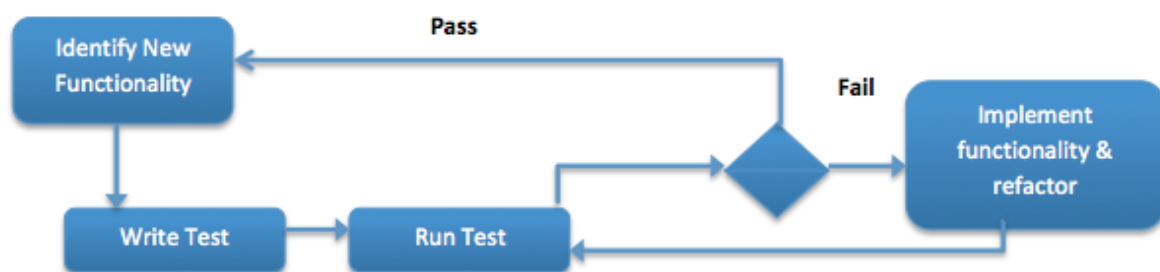 Identify New
Functionality
Pass
Fail
Implement
functionality &
refactor
Write Test
Run Test